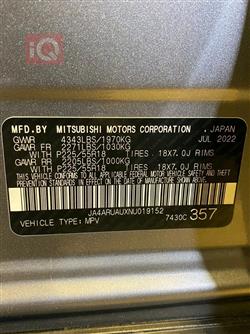 iQ
MFD.BY MITSUBISHI MOTORS CORPORATION, JAPAN
GVWR 4343LBS/1970KG JUL 2022
GAWR FR 2271LBS/1030KG
WITH P225/55R18 TIRES, 18X7.0J RIMS
GAWR RR 2205LBS/1000KG
WITH P225/55R18 TIRES, 18X7.0J RIMS
THIS VEHICLE CONFORMS TO ALL APPLICABLE
FEDERAL MOTOR VEHICLE SAFETY AND
THEFT PREVENTION STANDARDS IN EFFECT ON
THE DATE OF MANUFACTURE SHOWN ABOVE.
JA4ARUAUXNU019152
VEHICLE TYPE: MPV 7430C 357